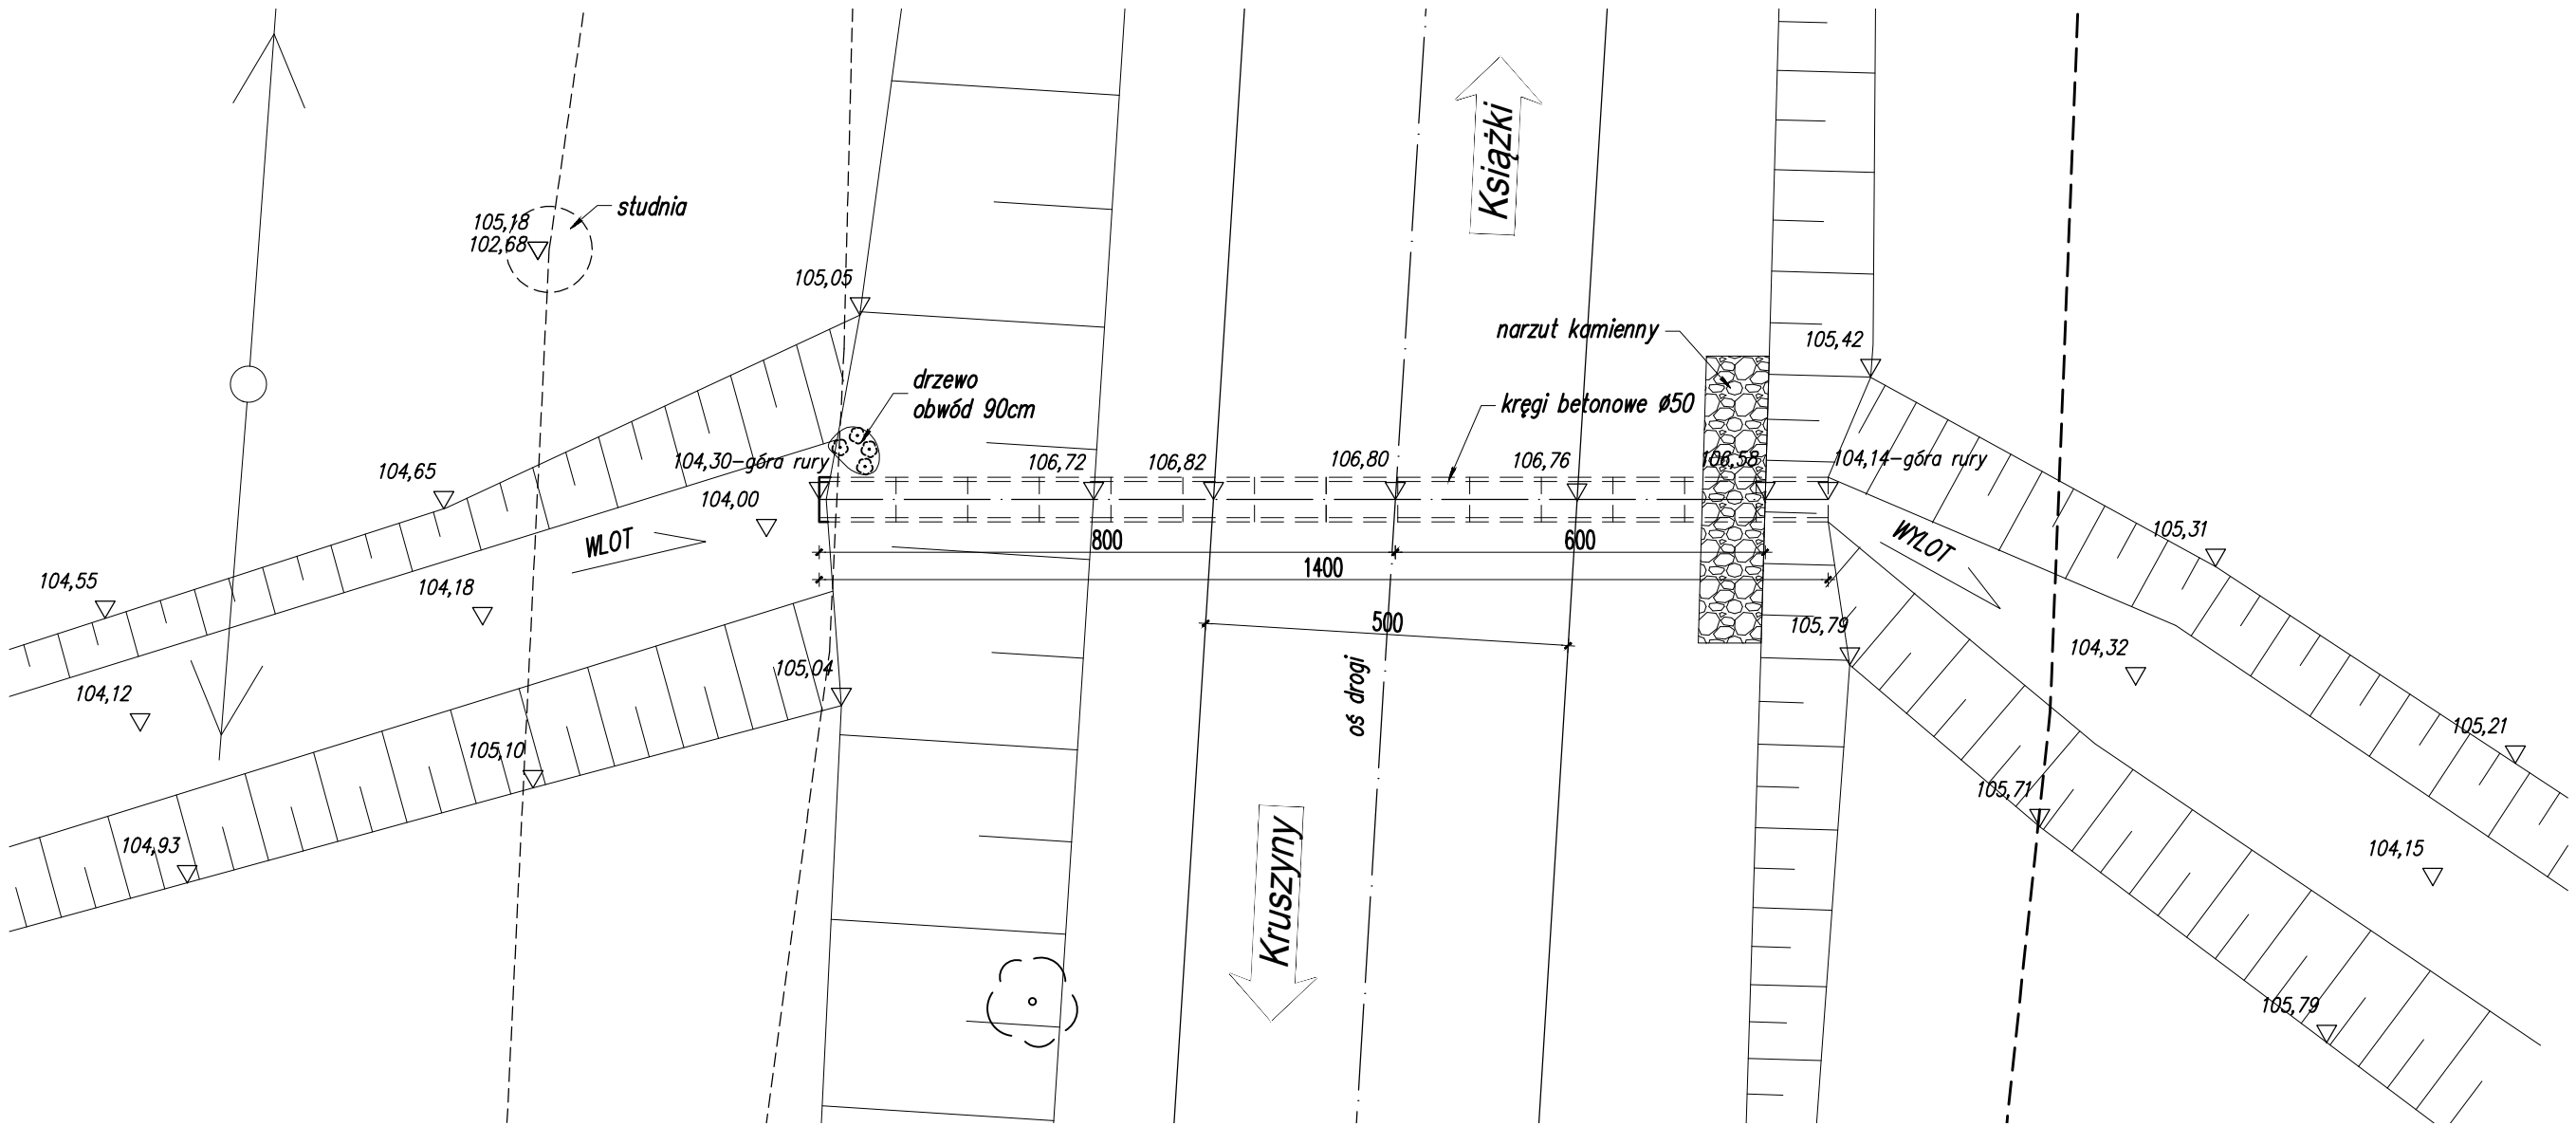 Książki
studnia
105,18
102,68
105,05
narzut kamienny
105,42
drzewo
obwód 90cm
kręgi betonowe Ø50
104,65
104,30-góra rury
106,72
106,82
106,80
106,76
106,58
104,14-góra rury
104,00
WLOT
800
600
WYLOT
105,31
1400
104,55
104,18
500
105,79
104,32
oś drogi
105,04
104,12
105,10
105,21
105,71
104,93
104,15
Kruszyny
105,79